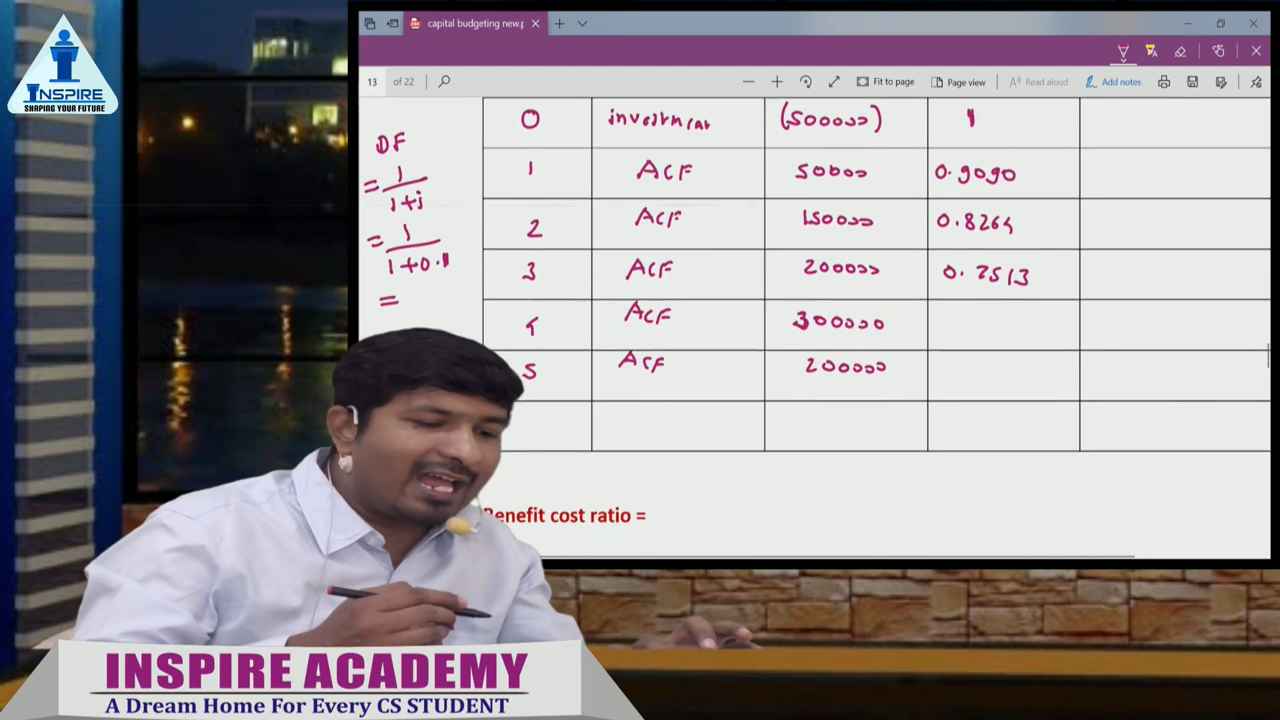 INSPIRE
SHAPING YOUR FUTURE
capital budgeting new.p
13 of 22
Fit to page
Page view
Read aloud
Add notes
DF
= 1
1+i
= 1
1+0.1
=
0 investment (500000) 1
1 ACF 50000 0.9090
2 ACF 150000 0.8264
3 ACF 200000 0.7513
4 ACF 300000
5 ACF 200000
Benefit cost ratio =
INSPIRE ACADEMY
A Dream Home For Every CS STUDENT